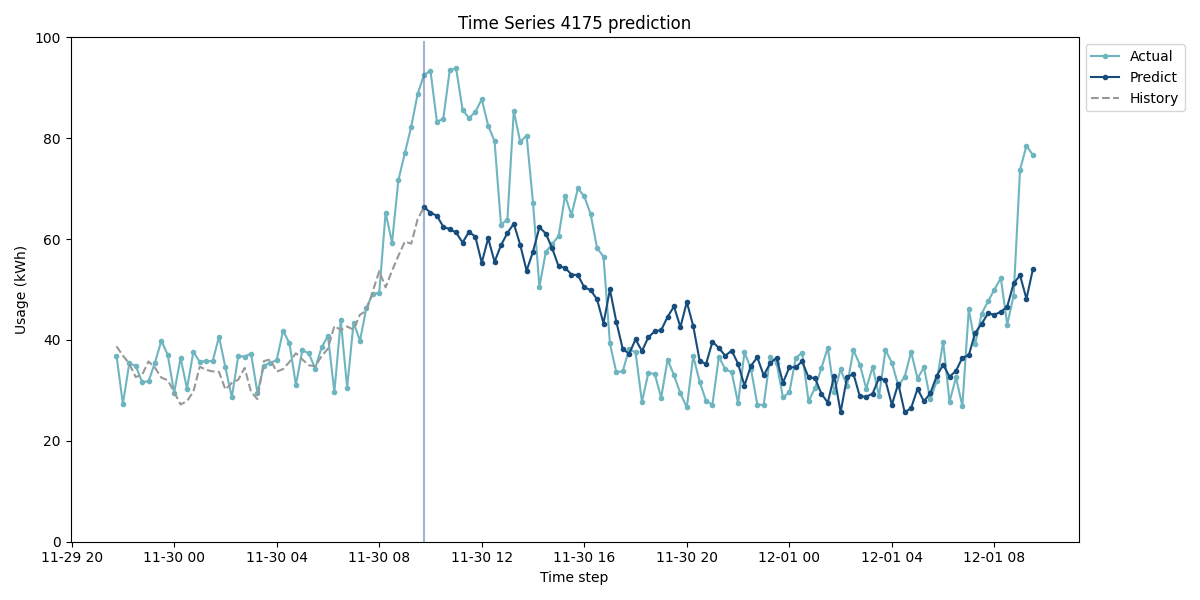 Time Series 4175 prediction
Actual
Predict
History
Usage (kWh)
100
80
60
40
20
0
11-29 20
11-30 00
11-30 04
11-30 08
11-30 12
11-30 16
11-30 20
12-01 00
12-01 04
12-01 08
Time step